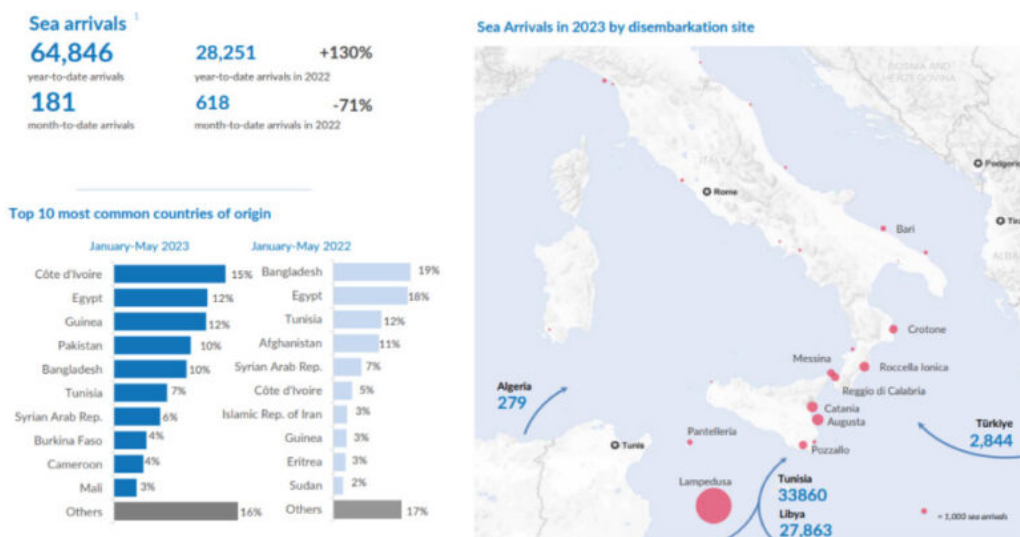 Sea arrivals 1
64,846 28,251 +130%
year-to-date arrivals year-to-date arrivals in 2022
181 618 -71%
month-to-date arrivals month-to-date arrivals in 2022
Top 10 most common countries of origin
January-May 2023
Côte d'Ivoire 15%
Egypt 12%
Guinea 12%
Pakistan 10%
Bangladesh 10%
Tunisia 7%
Syrian Arab Rep. 6%
Burkina Faso 4%
Cameroon 4%
Mali 3%
Others 16%
January-May 2022
Bangladesh 19%
Egypt 18%
Tunisia 12%
Afghanistan 11%
Syrian Arab Rep. 7%
Côte d'Ivoire 5%
Islamic Rep. of Iran 3%
Guinea 3%
Eritrea 3%
Sudan 2%
Others 17%
Sea Arrivals in 2023 by disembarkation site
BOSNIA AND
HERZEGOVINA
Podgoric
ITALY
Rome
Tira
ALBA
Bari
Crotone
Messina
Roccella Ionica
Reggio di Calabria
Algeria
279
Catania
Augusta
Türkiye
2,844
Tunis
Pantelleria
Pozzallo
Lampedusa
Tunisia
33860
Libya
27,863
= 1,000 sea arrivals